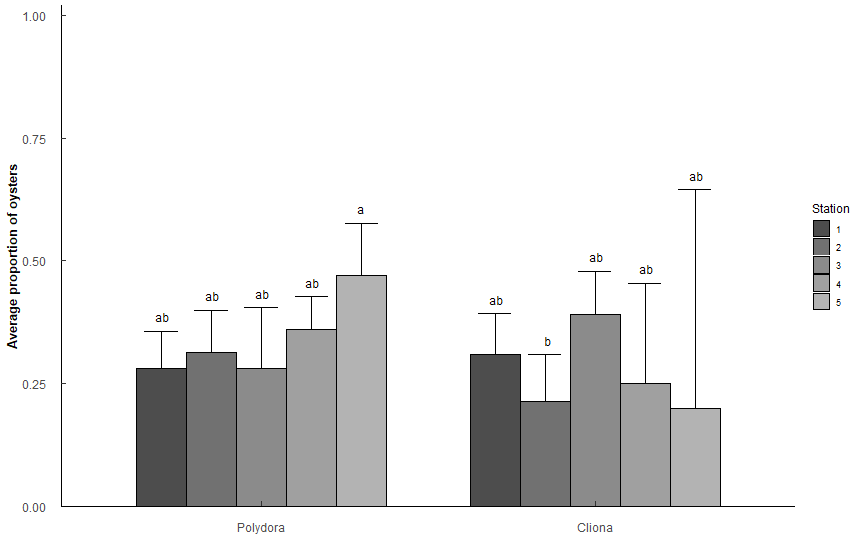 Average proportion of oysters
1.00
0.75
0.50
0.25
0.00
ab
ab
ab
ab
a
ab
b
ab
ab
ab
Polydora
Cliona
Station
1
2
3
4
5